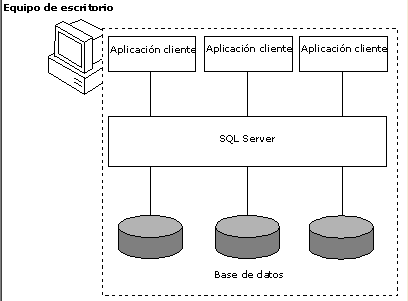 Equipo de escritorio
Aplicación cliente
Aplicación cliente
Aplicación cliente
SQL Server
Base de datos